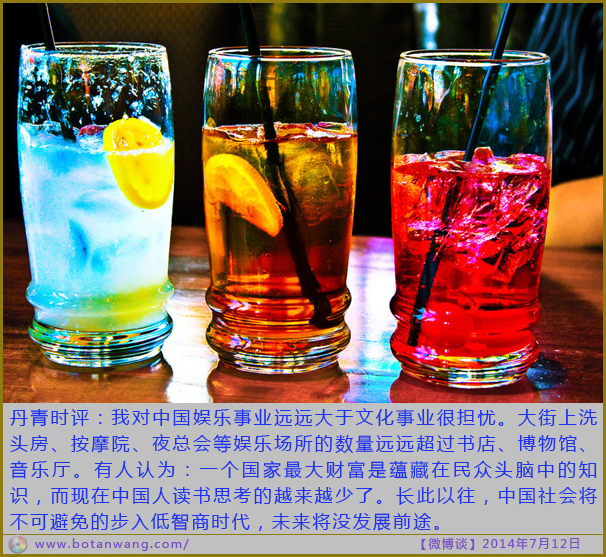 丹青时评：我对中国娱乐事业远远大于文化事业很担忧。大街上洗
头房、按摩院、夜总会等娱乐场所的数量远远超过书店、博物馆、
音乐厅。有人认为：一个国家最大财富是蕴藏在民众头脑中的知
识，而现在中国人读书思考的越来越少了。长此以往，中国社会将
不可避免的步入低智商时代，未来将没发展前途。
www.botanwang.com/ 【微博谈】2014年7月12日